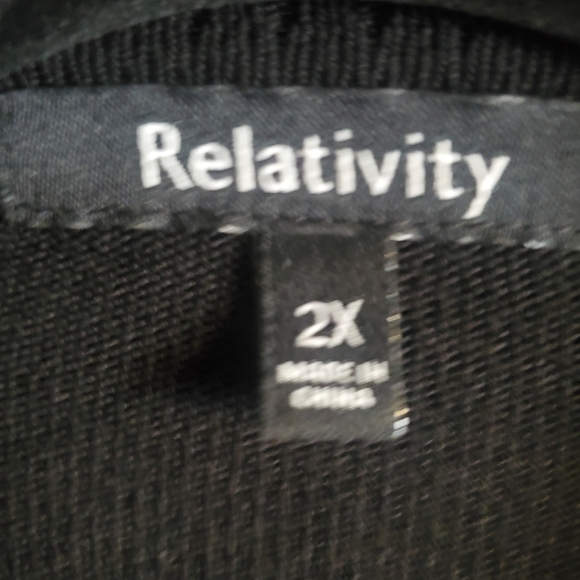 Relativity
2X
MADE IN
CHINA